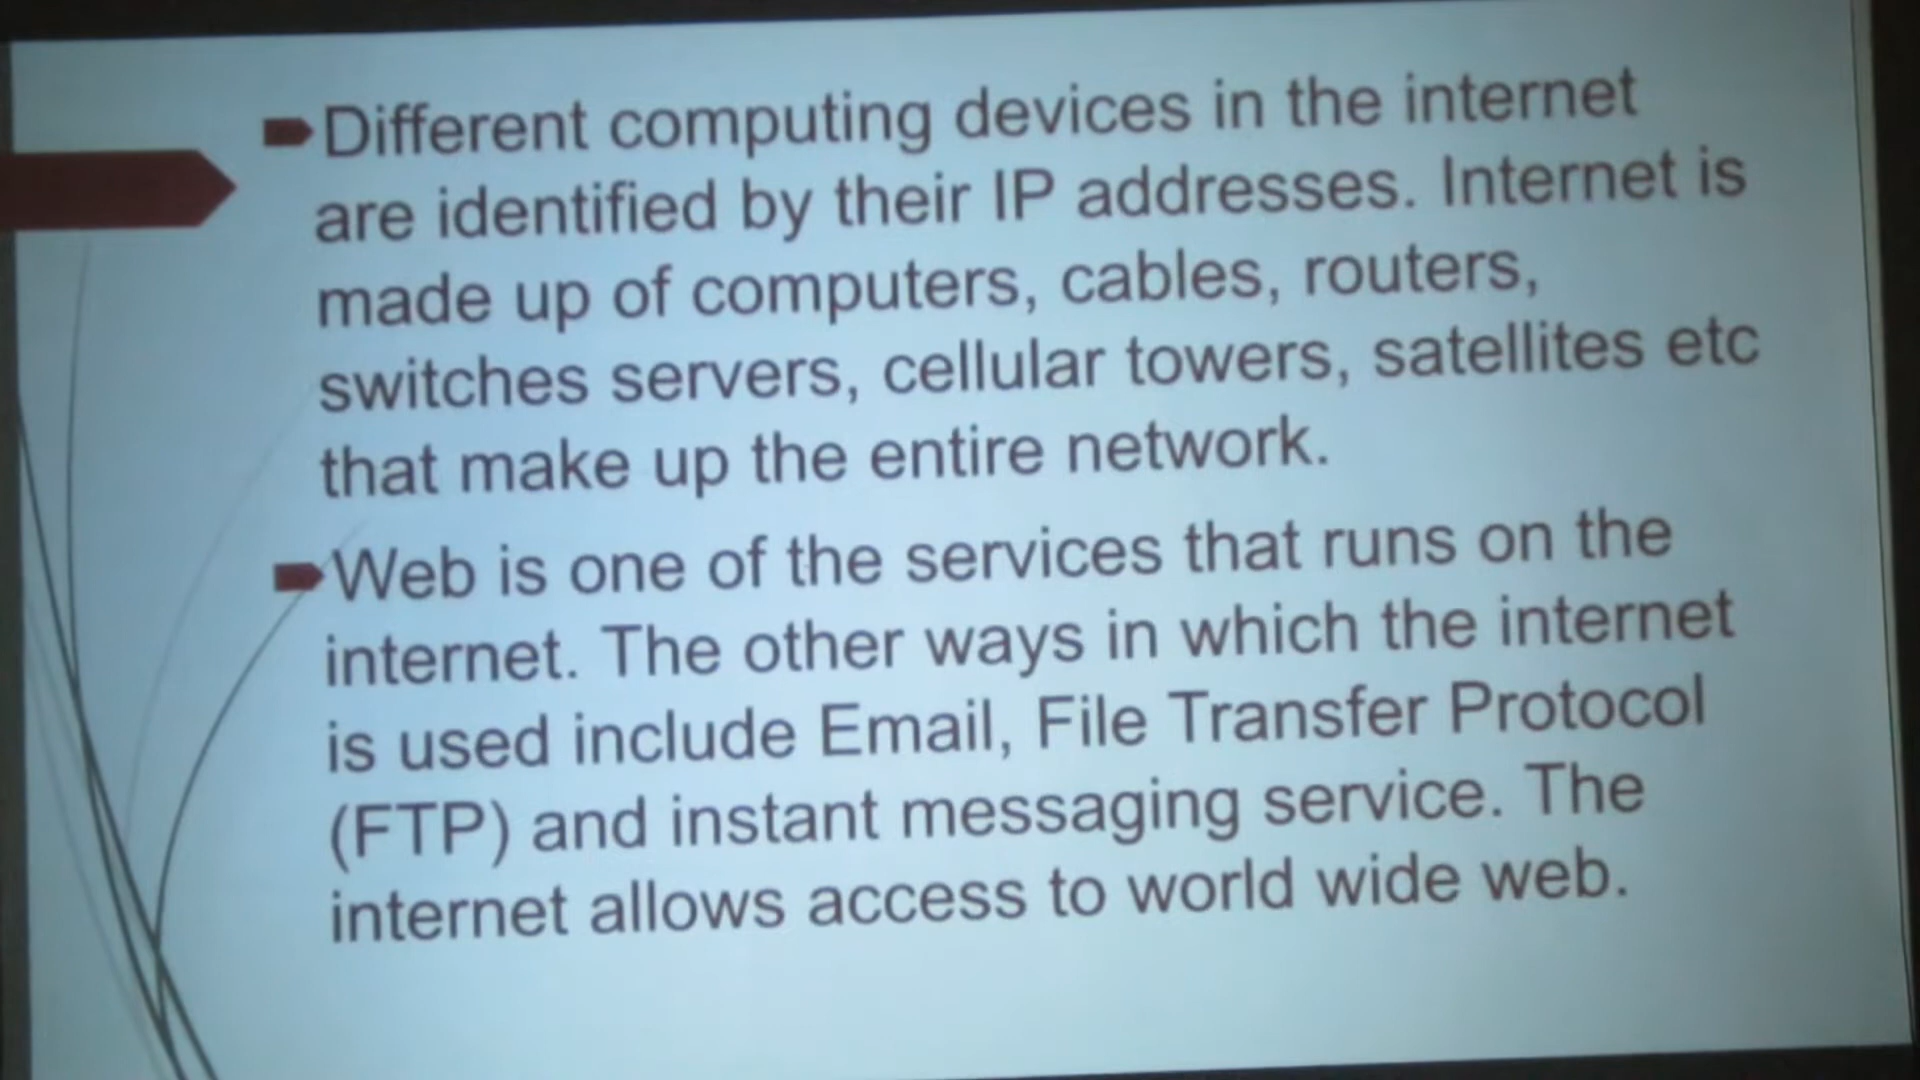 Different computing devices in the internet
are identified by their IP addresses. Internet is
made up of computers, cables, routers,
switches servers, cellular towers, satellites etc
that make up the entire network.
Web is one of the services that runs on the
internet. The other ways in which the internet
is used include Email, File Transfer Protocol
(FTP) and instant messaging service. The
internet allows access to world wide web.